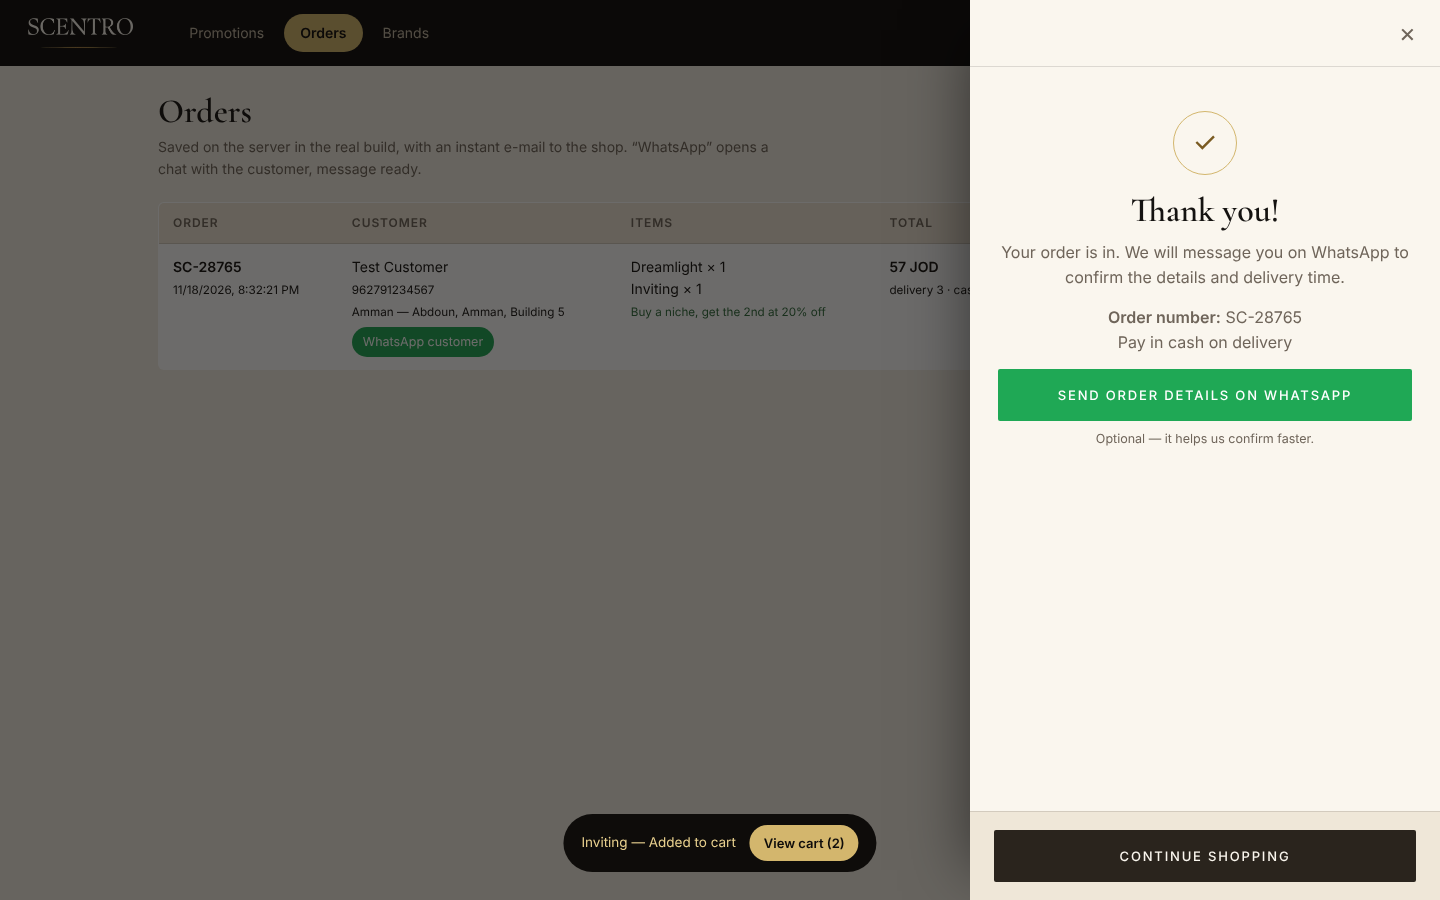 SCENTRO
Promotions
Orders
Brands
✕
Orders
Saved on the server in the real build, with an instant e-mail to the shop. “WhatsApp” opens a
chat with the customer, message ready.
ORDER
CUSTOMER
ITEMS
TOTAL
SC-28765
11/18/2026, 8:32:21 PM
Test Customer
962791234567
Amman — Abdoun, Amman, Building 5
WhatsApp customer
Dreamlight × 1
Inviting × 1
Buy a niche, get the 2nd at 20% off
57 JOD
delivery 3 · cas
Thank you!
Your order is in. We will message you on WhatsApp to
confirm the details and delivery time.
Order number: SC-28765
Pay in cash on delivery
SEND ORDER DETAILS ON WHATSAPP
Optional — it helps us confirm faster.
Inviting — Added to cart
View cart (2)
CONTINUE SHOPPING